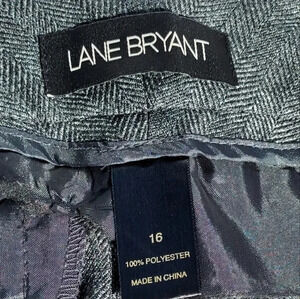 LANE BRYANT
16
100% POLYESTER
MADE IN CHINA